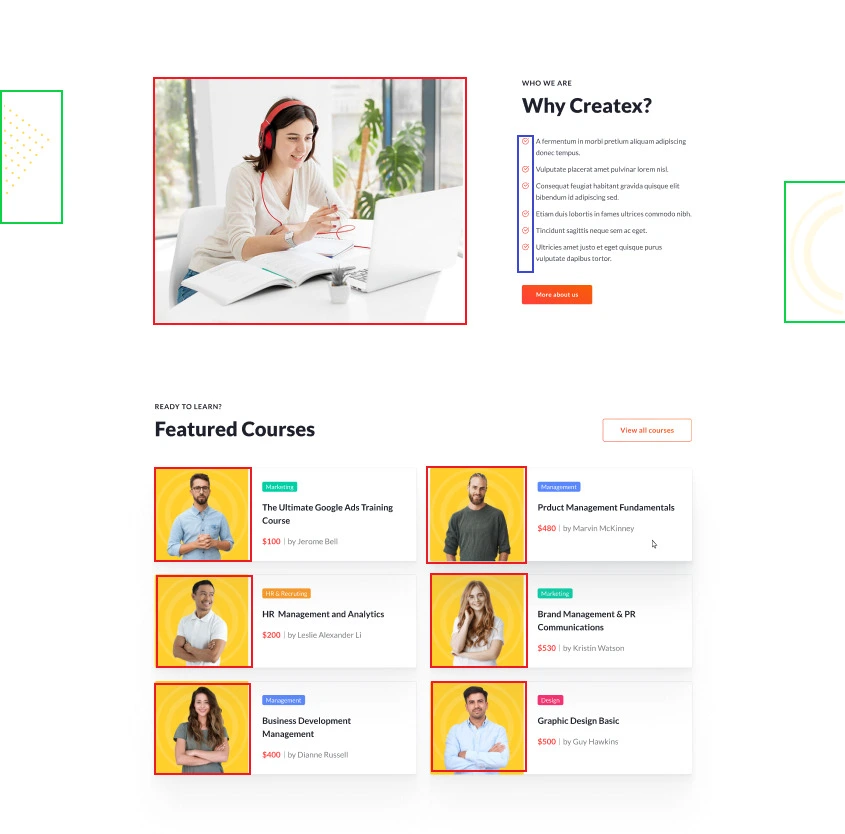 WHO WE ARE
Why Createx?
A fermentum in morbi pretium aliquam adipiscing
donec tempus.
Vulputate placerat amet pulvinar lorem nisl.
Consequat feugiat habitant gravida quisque elit
bibendum id adipiscing sed.
Etiam duis lobortis in fames ultrices commodo nibh.
Tincidunt sagittis neque sem ac eget.
Ultricies amet justo et eget quisque purus
vulputate dapibus tortor.
More about us
READY TO LEARN?
Featured Courses
View all courses
Marketing
The Ultimate Google Ads Training
Course
$100 | by Jerome Bell
Management
Prduct Management Fundamentals
$480 | by Marvin McKinney
HR & Recruting
HR Management and Analytics
$200 | by Leslie Alexander Li
Marketing
Brand Management & PR
Communications
$530 | by Kristin Watson
Management
Business Development
Management
$400 | by Dianne Russell
Design
Graphic Design Basic
$500 | by Guy Hawkins